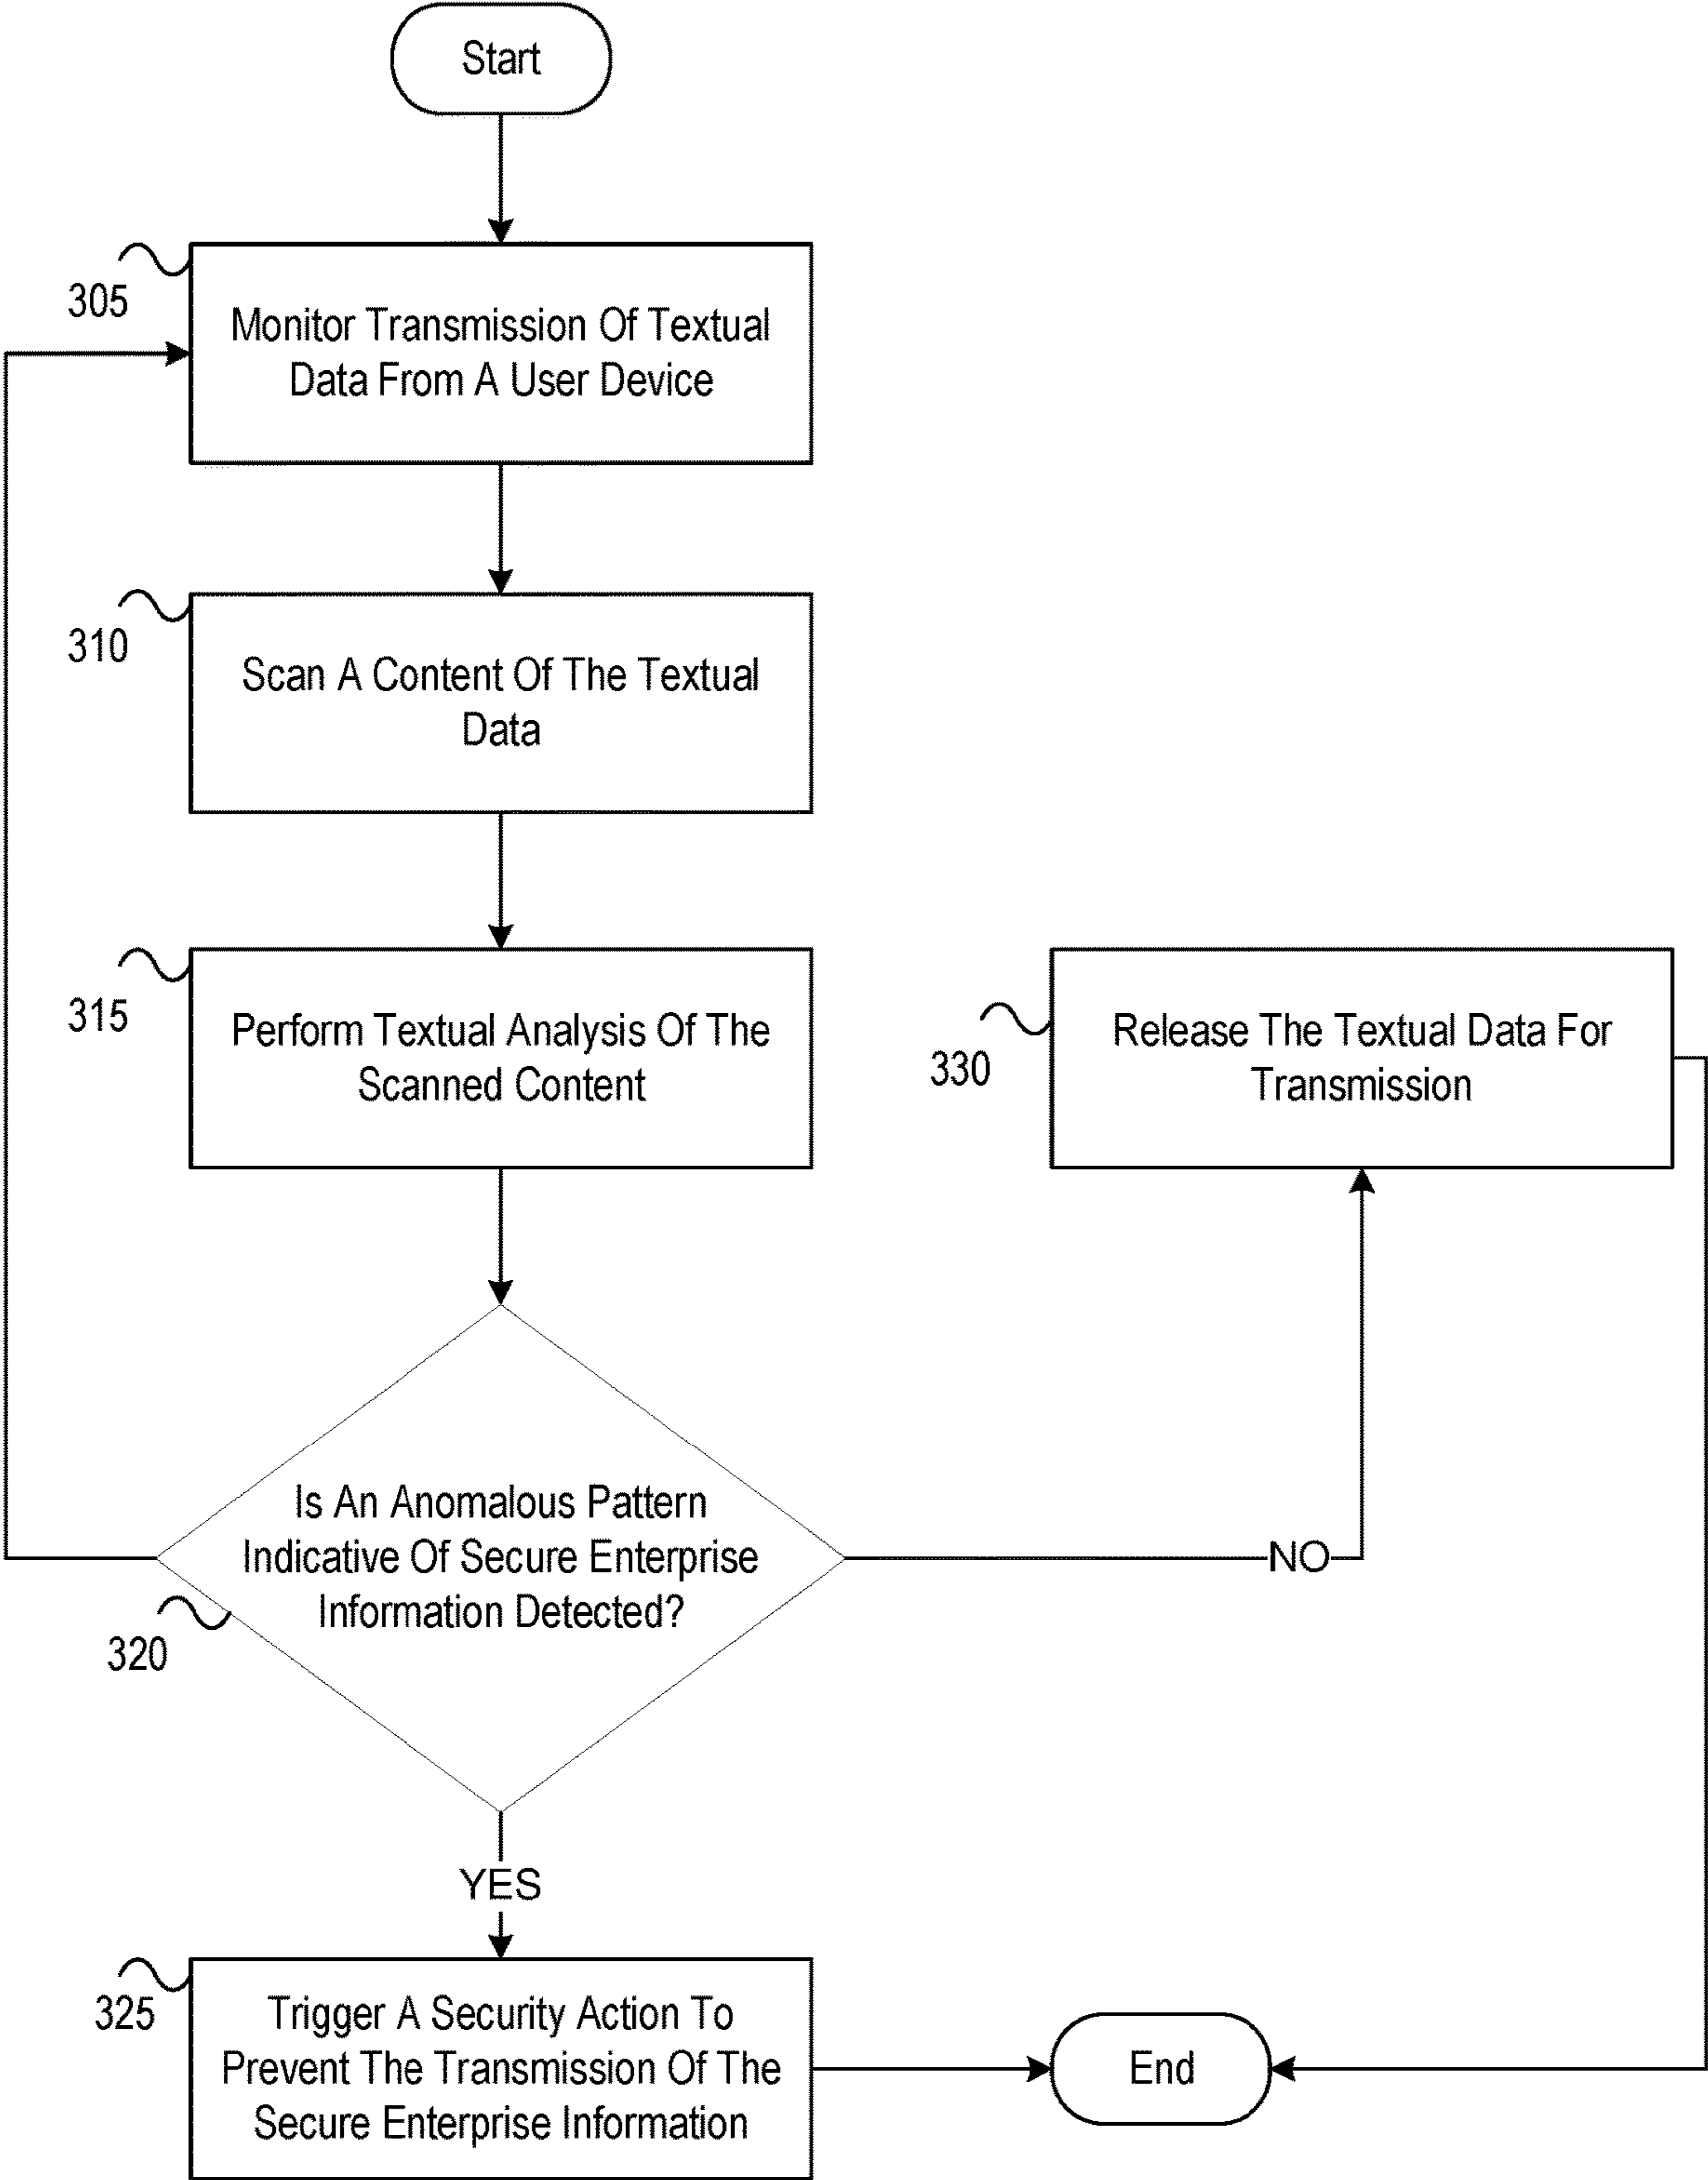 Start
305
Monitor Transmission Of Textual
Data From A User Device
310
Scan A Content Of The Textual
Data
315
Perform Textual Analysis Of The
Scanned Content
330
Release The Textual Data For
Transmission
Is An Anomalous Pattern
Indicative Of Secure Enterprise
Information Detected?
320
NO
YES
325
Trigger A Security Action To
Prevent The Transmission Of The
Secure Enterprise Information
End